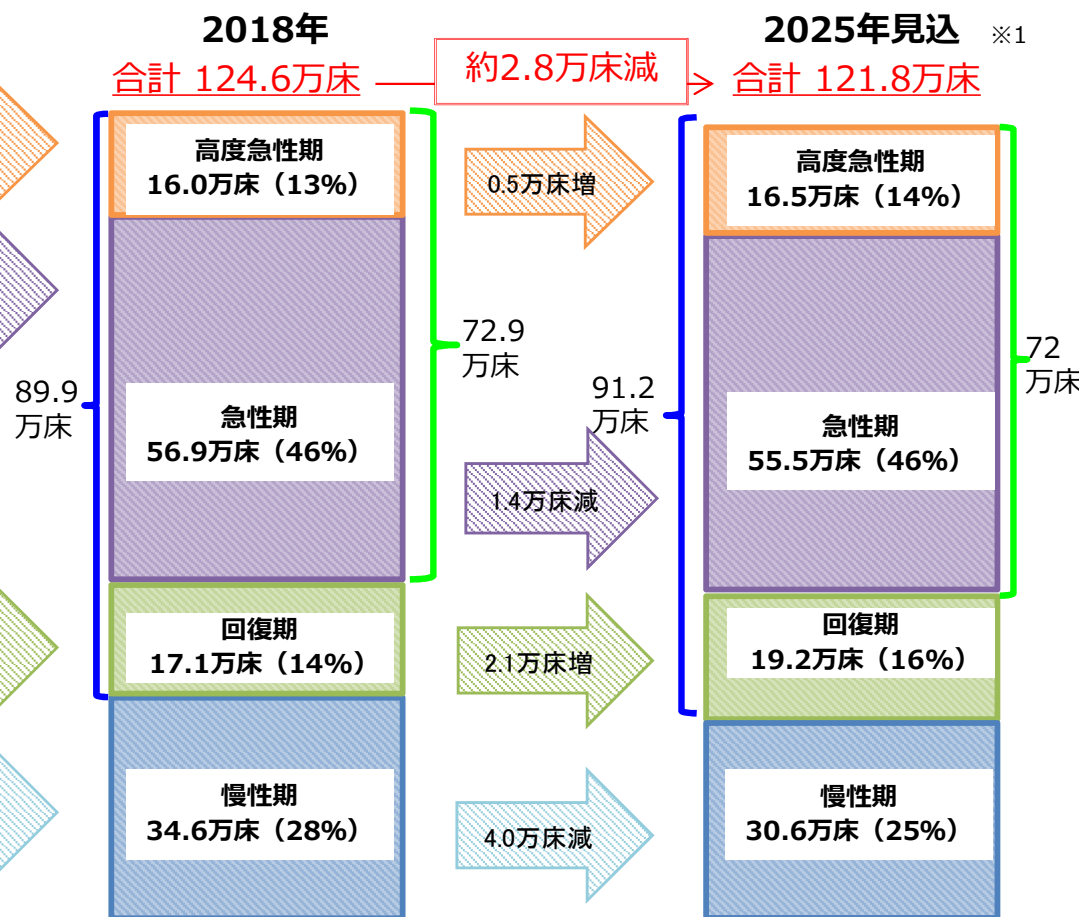 2018年
合計 124.6万床
約2.8万床減
2025年見込 ※1
合計 121.8万床
高度急性期
16.0万床（13%）
0.5万床増
高度急性期
16.5万床（14%）
89.9
万床
72.9
万床
急性期
56.9万床（46%）
1.4万床減
91.2
万床
72
万床
急性期
55.5万床（46%）
回復期
17.1万床（14%）
2.1万床増
回復期
19.2万床（16%）
慢性期
34.6万床（28%）
4.0万床減
慢性期
30.6万床（25%）